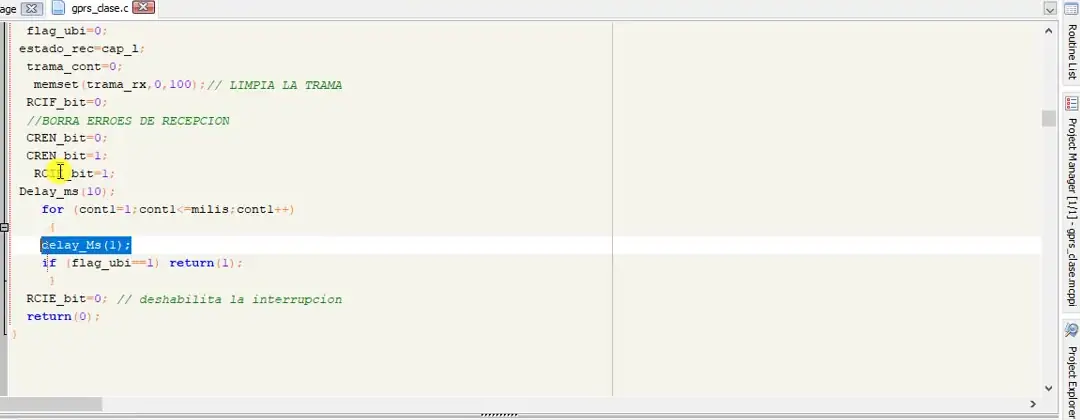 age
gprs_clase.c
flag_ubi=0;
estado_rec=cap_l;
trama_cont=0;
memset(trama_rx,0,100);// LIMPIA LA TRAMA
RCIF_bit=0;
//BORRA ERROES DE RECEPCION
CREN_bit=0;
CREN_bit=1;
RCIE_bit=1;
Delay_ms(10);
for (cont1=1;cont1<=milis;cont1++)
{
delay_Ms(1);
if (flag_ubi==1) return(1);
}
RCIE_bit=0; // deshabilita la interrupcion
return(0);
}
Routine List
Project Manager [1/1] - gprs_clase.mcppi
Project Explorer